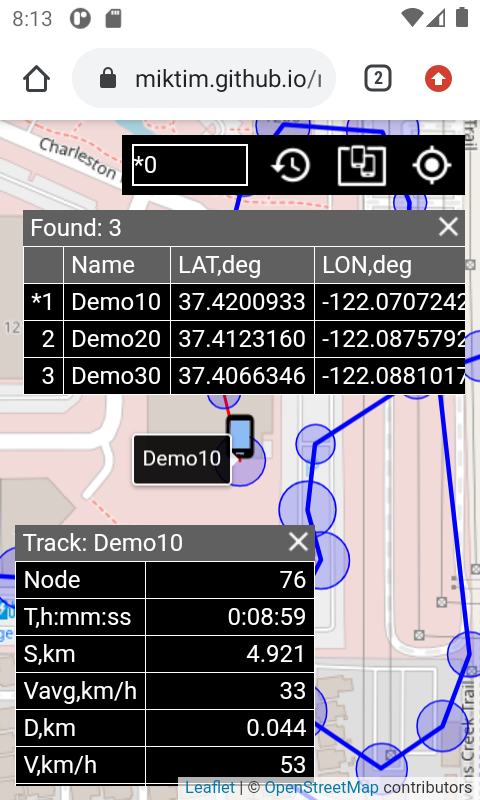 8:13
miktim.github.io/
2
Charleston
Trail
*0
Found: 3
Name LAT,deg LON,deg
*1 Demo10 37.4200933 -122.0707242
2 Demo20 37.4123160 -122.0875792
3 Demo30 37.4066346 -122.0881017
12
Demo10
Track: Demo10
Node 76
T,h:mm:ss 0:08:59
S,km 4.921
Vavg,km/h 33
D,km 0.044
V,km/h 53
ge
Creek Trail
Leaflet | © OpenStreetMap contributors